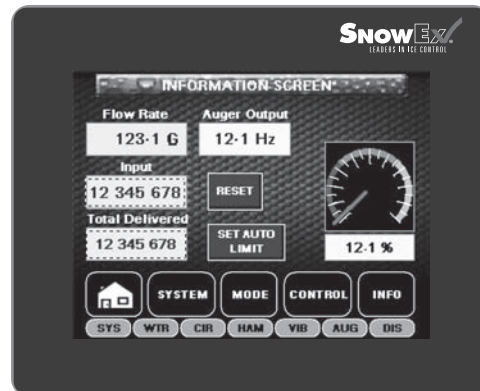 SNOWEX
LEADERS IN ICE CONTROL
INFORMATION SCREEN
Flow Rate Auger Output
123.1 G 12.1 Hz
Input
12 345 678 RESET
Total Delivered
12 345 678 SET AUTO LIMIT
12.1 %
SYSTEM MODE CONTROL INFO
SYS WTR CIR HAM VIB AUG DIS